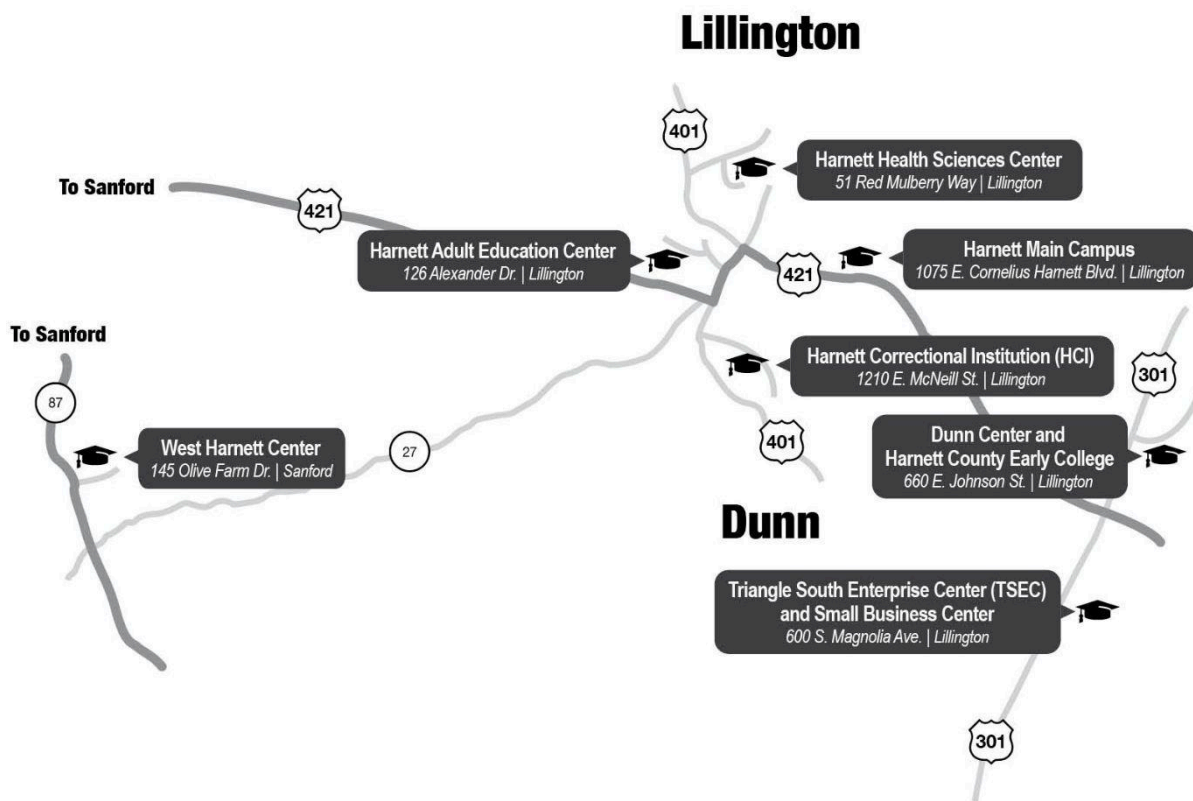 Lillington
401
Harnett Health Sciences Center
51 Red Mulberry Way | Lillington
To Sanford
421
Harnett Adult Education Center
126 Alexander Dr. | Lillington
421
Harnett Main Campus
1075 E. Cornelius Harnett Blvd. | Lillington
To Sanford
87
Harnett Correctional Institution (HCI)
1210 E. McNeill St. | Lillington
301
West Harnett Center
145 Olive Farm Dr. | Sanford
27
401
Dunn Center and
Harnett County Early College
660 E. Johnson St. | Lillington
Dunn
Triangle South Enterprise Center (TSEC)
and Small Business Center
600 S. Magnolia Ave. | Lillington
301